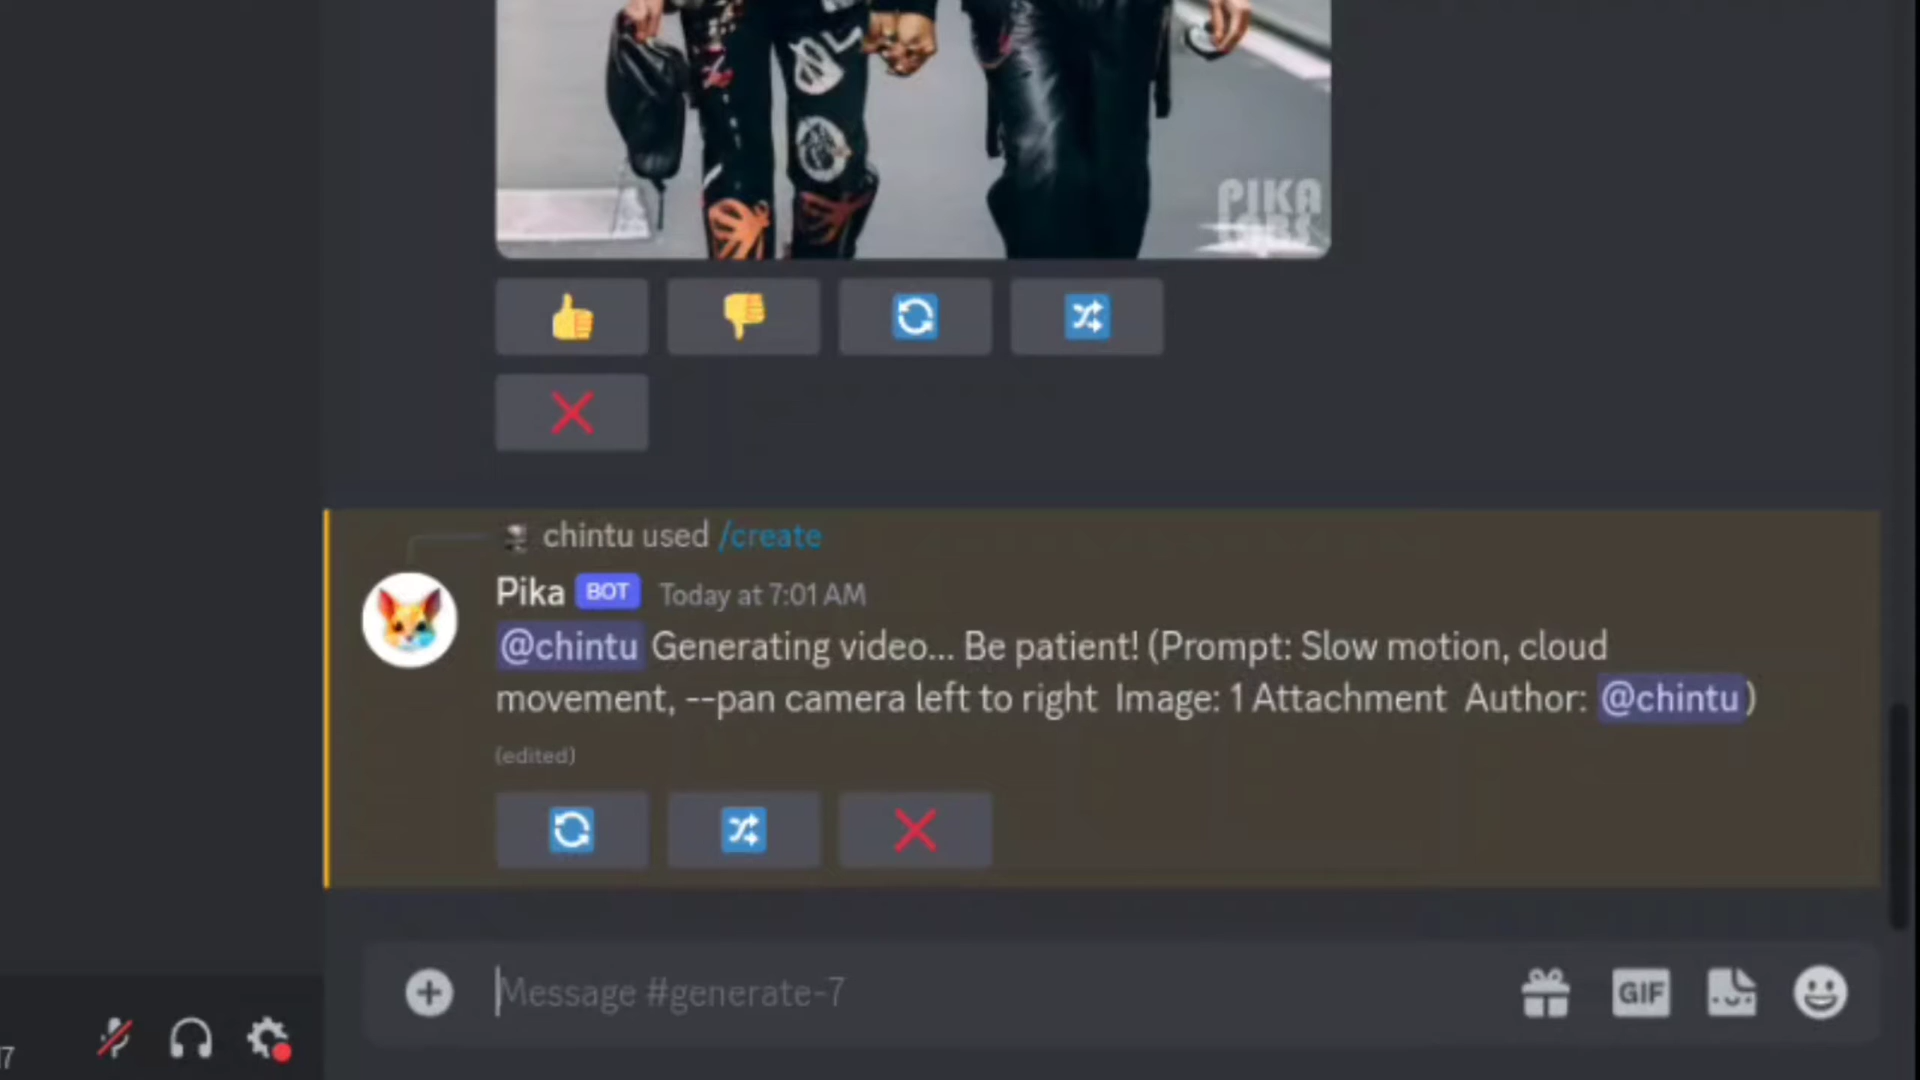 PIKA
LABS
chintu used /create
Pika BOT Today at 7:01 AM
@chintu Generating video... Be patient! (Prompt: Slow motion, cloud
movement, --pan camera left to right Image: 1 Attachment Author: @chintu)
(edited)
Message #generate-7
GIF